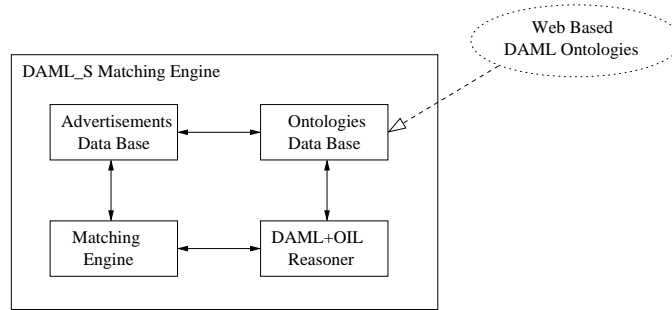 Web Based
DAML Ontologies
DAML_S Matching Engine
Advertisements
Data Base
Ontologies
Data Base
Matching
Engine
DAML+OIL
Reasoner